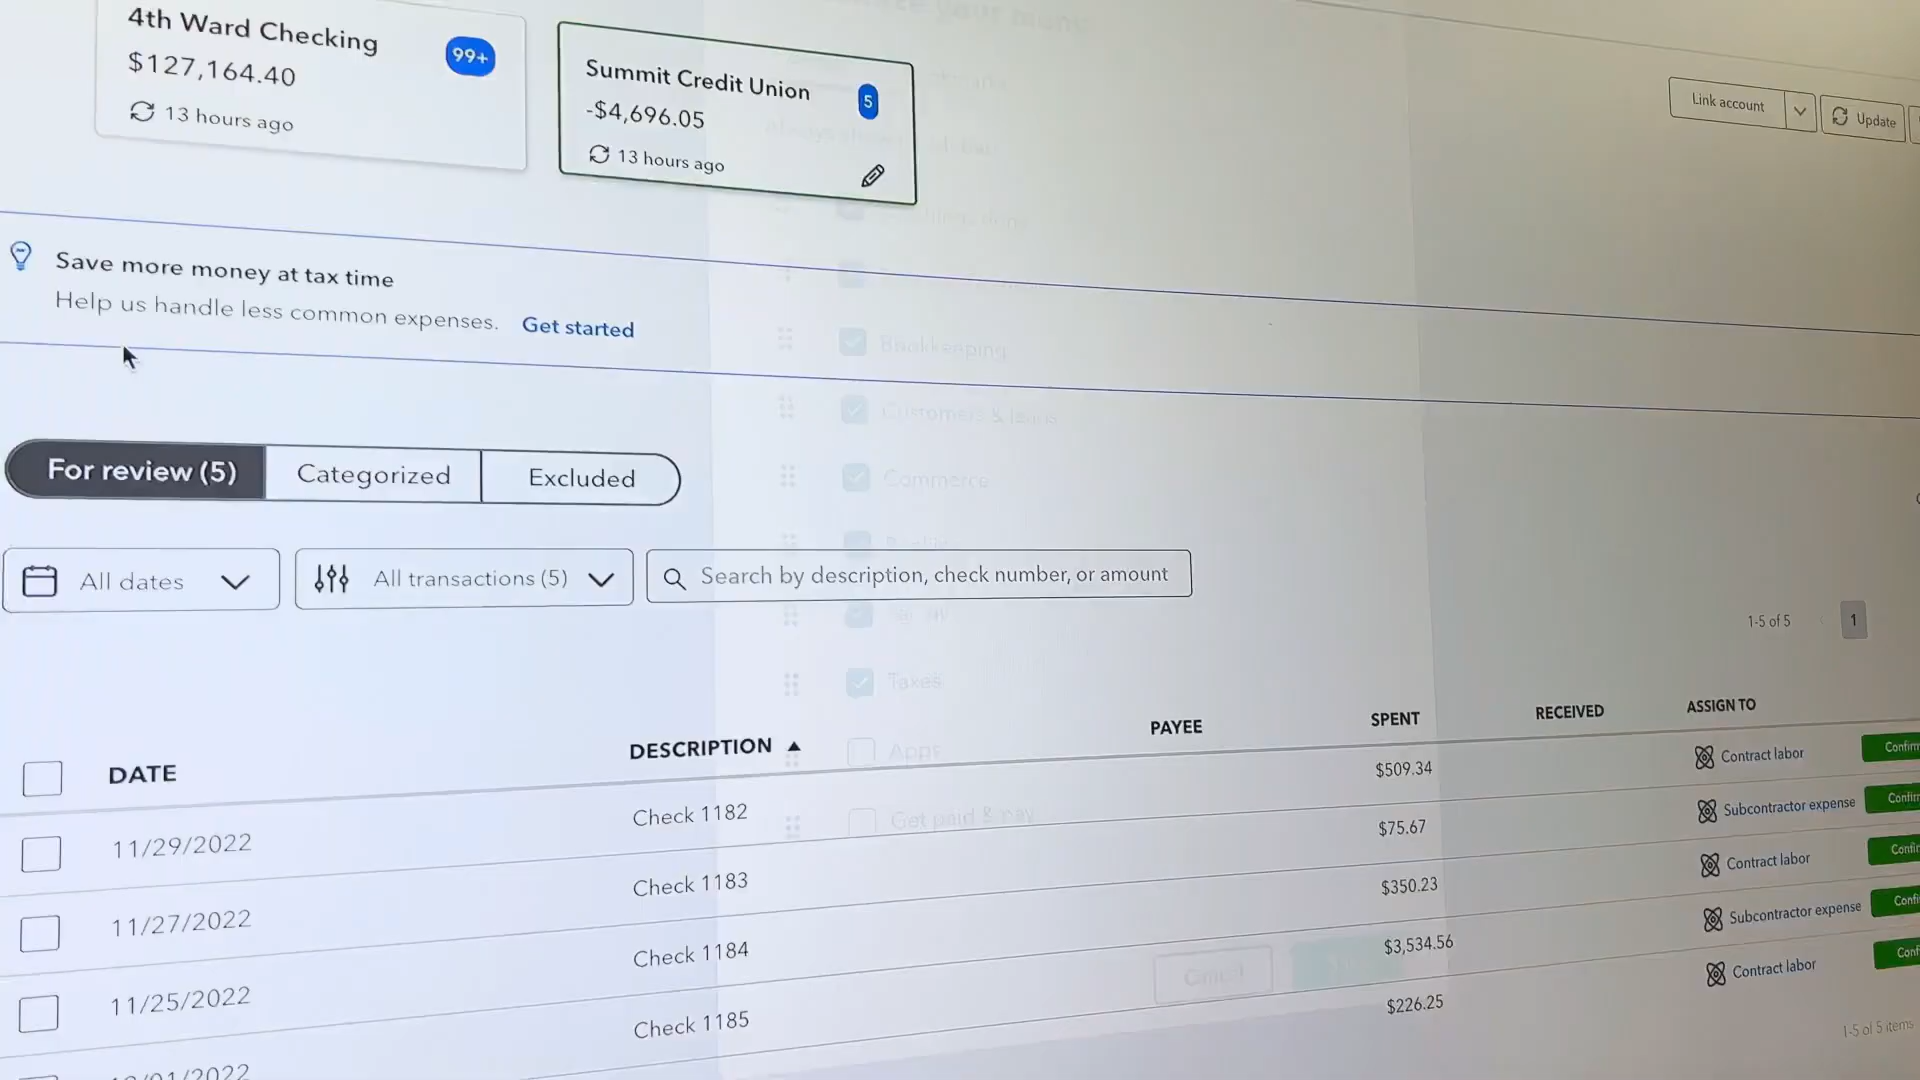 4th Ward Checking
99+
$127,164.40
13 hours ago
Summit Credit Union
5
-$4,696.05
13 hours ago
Link account
Update
Save more money at tax time
Help us handle less common expenses. Get started
Bookkeeping
Customers & leads
Commerce
Taxes
Apps
Get paid & pay
Cancel
For review (5)
Categorized
Excluded
All dates
All transactions (5)
Search by description, check number, or amount
1-5 of 5
1
DATE
DESCRIPTION
PAYEE
SPENT
RECEIVED
ASSIGN TO
11/29/2022
Check 1182
$509.34
Contract labor
Confirm
11/27/2022
Check 1183
$75.67
Subcontractor expense
11/25/2022
Check 1184
$350.23
Contract labor
Check 1185
$3,534.56
Subcontractor expense
$226.25
Contract labor
1-5 of 5 items